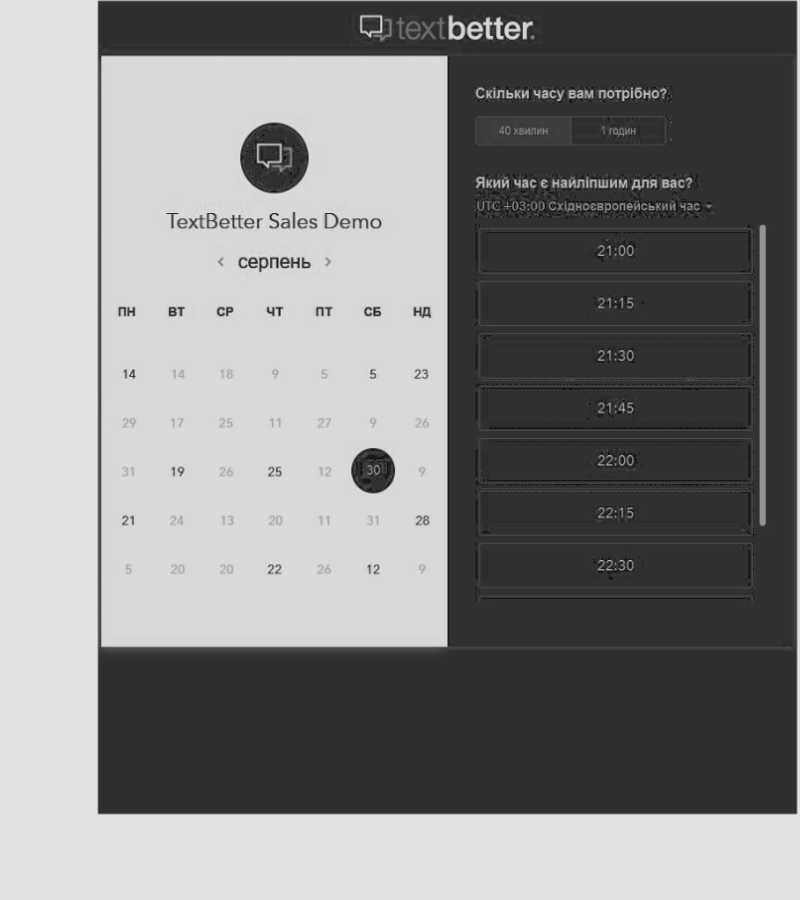 textbetter.
TextBetter Sales Demo
серпень
ПН ВТ СР ЧТ ПТ СБ НД
14 14 18 9 5 5 23
29 17 25 11 27 9 26
31 19 26 25 12 30 9
21 24 13 20 11 31 28
5 20 20 22 26 12 9
Скільки часу вам потрібно?
40 хвилин 1 годин
Який час є найліпшим для вас?
UTC +03:00 Східноєвропейський час
21:00
21:15
21:30
21:45
22:00
22:15
22:30